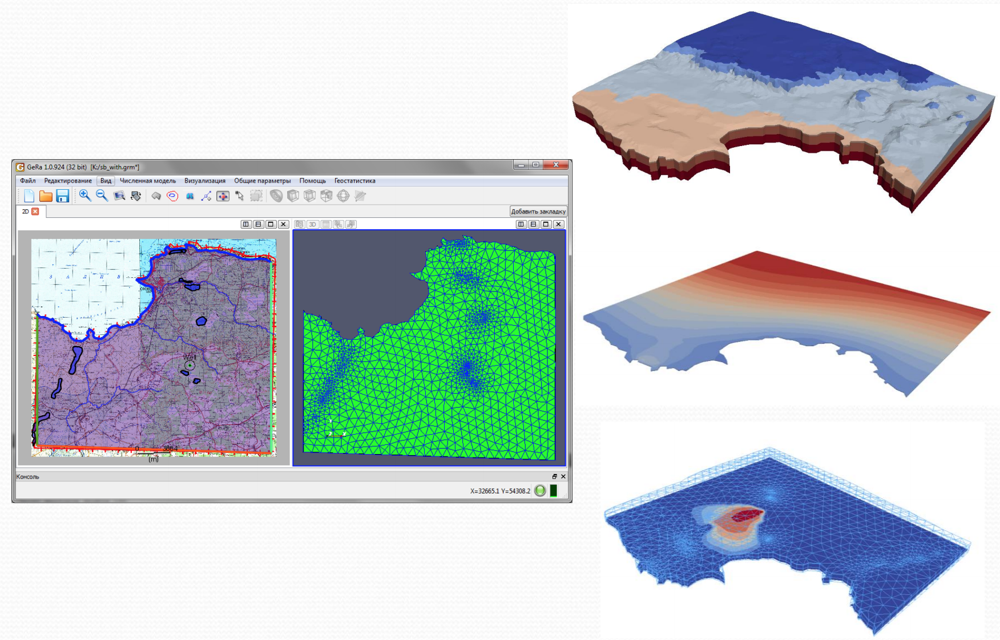 GeRa 1.0.924 (32 bit) [K:/sb_with.grm*]
Файл Редактирование Вид Численная модель Визуализация Общие параметры Помощь Геостатистика
2D
Добавить закладку
3D
З А Л И В
Well
0 3864
(m)
Y
Z X
Консоль
X=32665.1 Y=54308.2